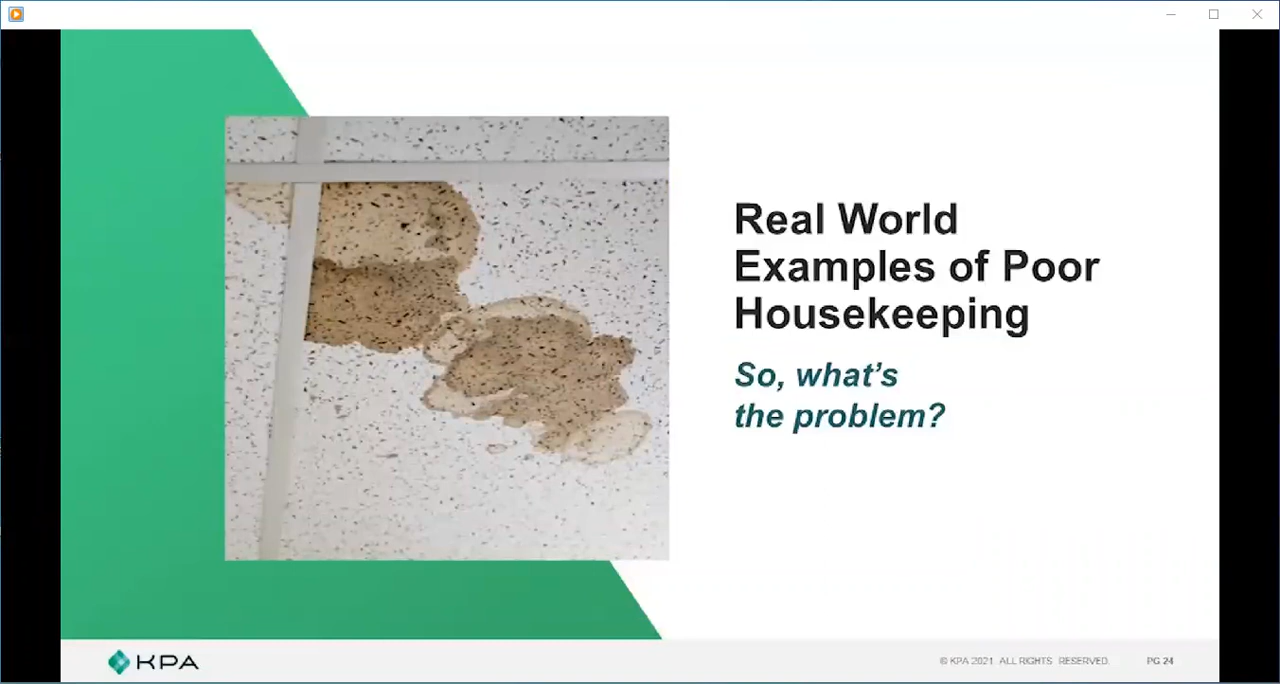 Real World
Examples of Poor
Housekeeping
So, what's
the problem?
KPA
© KPA 2021. ALL RIGHTS RESERVED.
PG 24